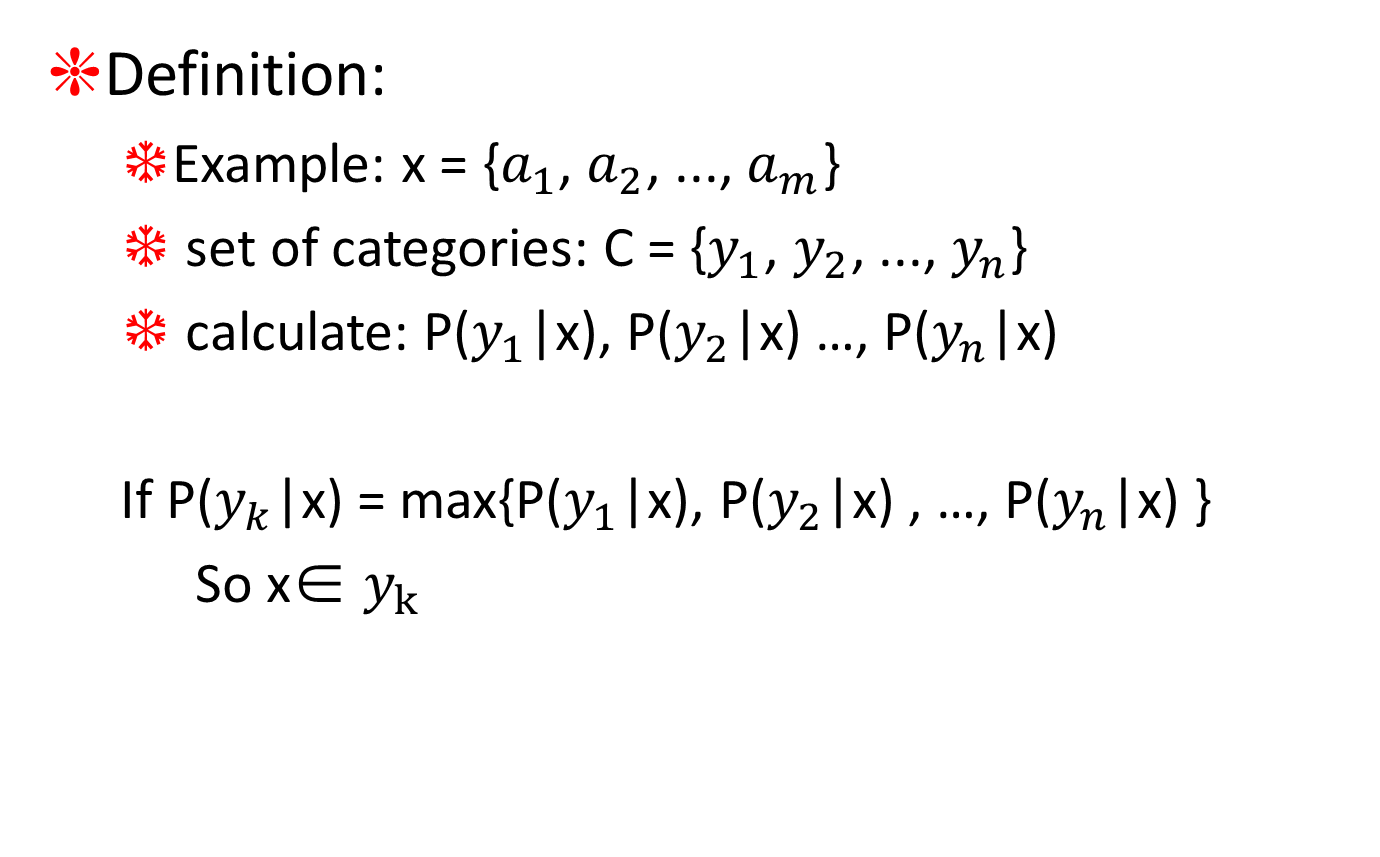 Definition:
Example: x = {𝑎₁, 𝑎₂, …, 𝑎ₘ}
set of categories: C = {𝑦₁, 𝑦₂, …, 𝑦ₙ}
calculate: P(𝑦₁|x), P(𝑦₂|x) …, P(𝑦ₙ|x)
If P(𝑦ₖ|x) = max{P(𝑦₁|x), P(𝑦₂|x) , …, P(𝑦ₙ|x) }
So x∈ 𝑦ₖ